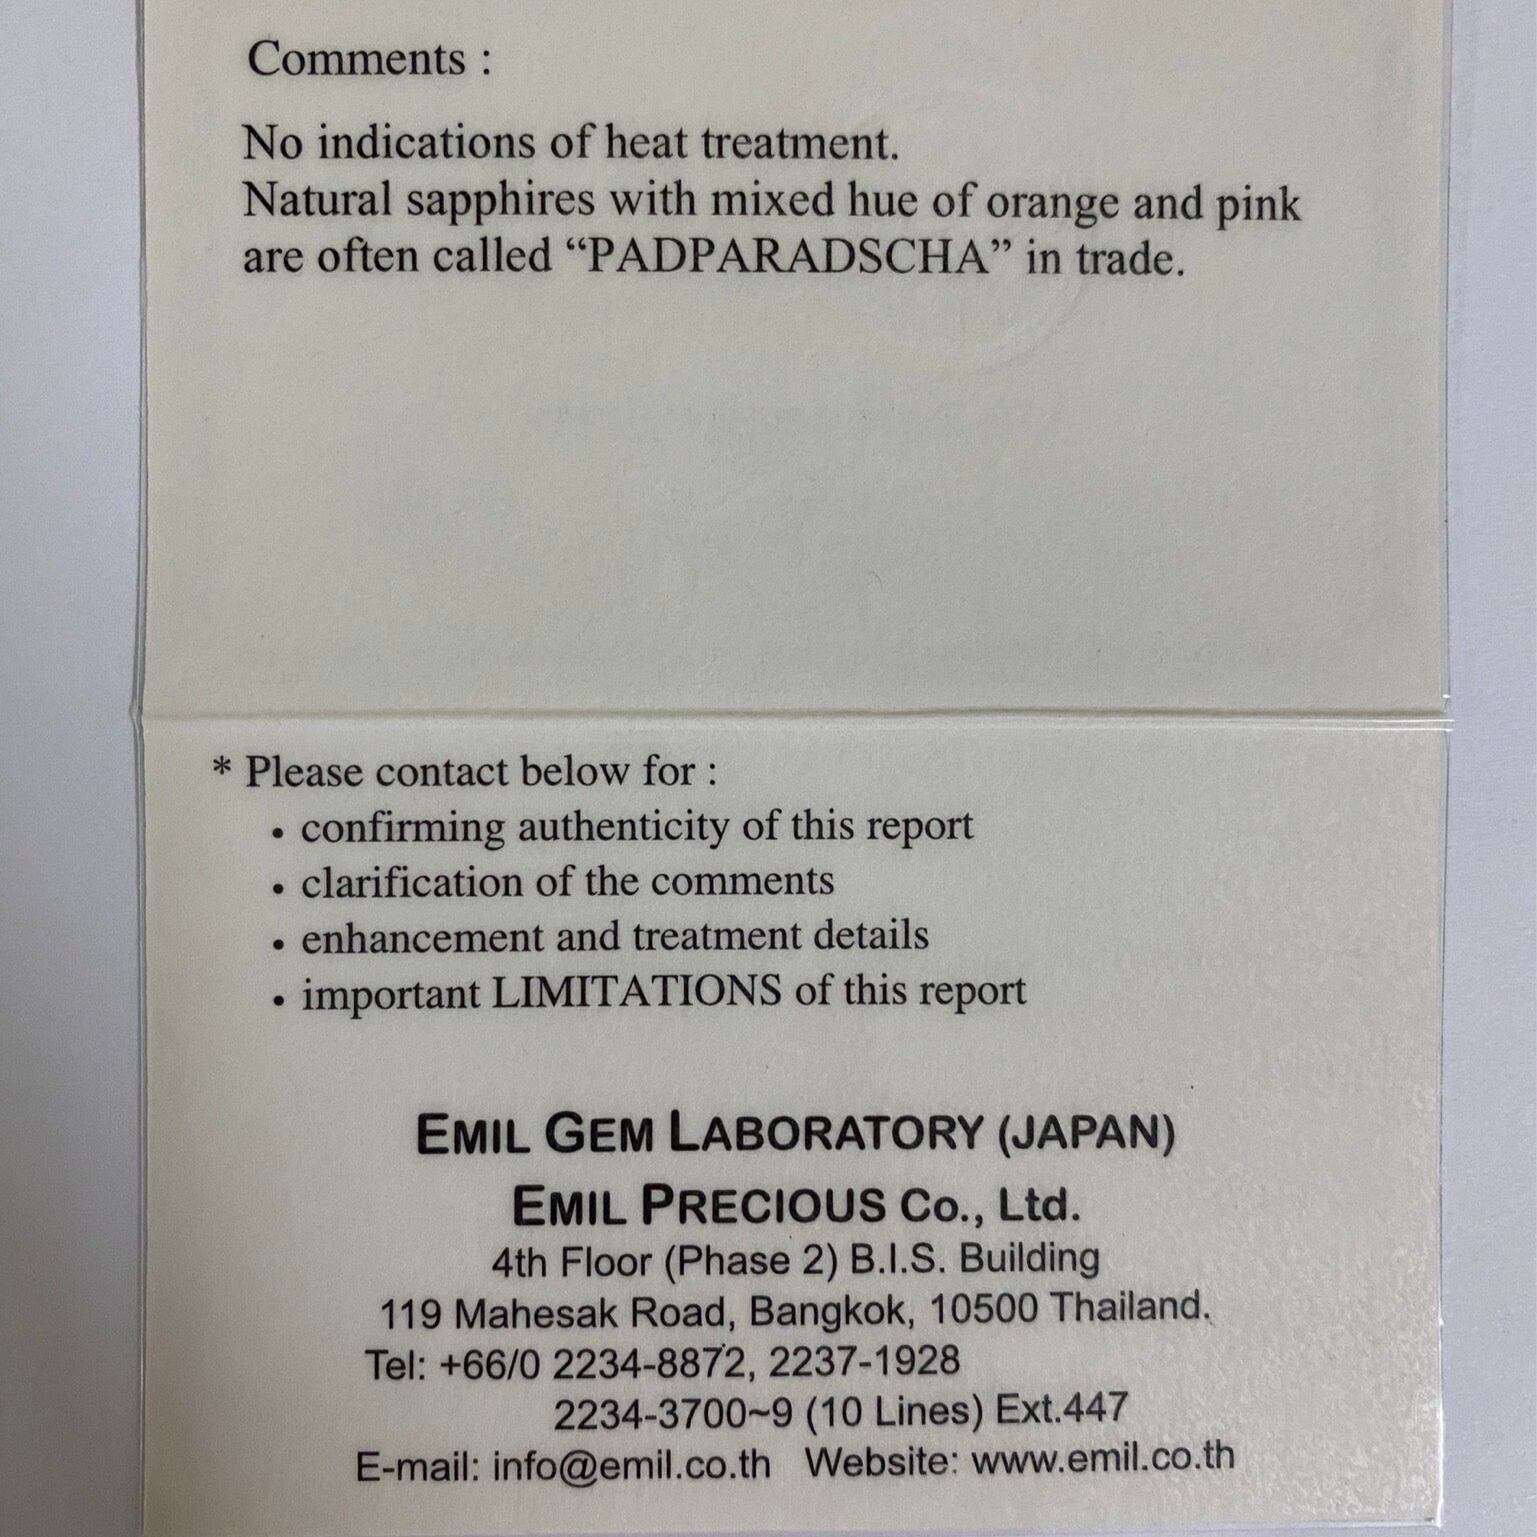 Comments :
No indications of heat treatment.
Natural sapphires with mixed hue of orange and pink
are often called “PADPARADSCHA” in trade.
* Please contact below for :
• confirming authenticity of this report
• clarification of the comments
• enhancement and treatment details
• important LIMITATIONS of this report
EMIL GEM LABORATORY (JAPAN)
EMIL PRECIOUS Co., Ltd.
4th Floor (Phase 2) B.I.S. Building
119 Mahesak Road, Bangkok, 10500 Thailand.
Tel: +66/0 2234-8872, 2237-1928
2234-3700~9 (10 Lines) Ext.447
E-mail: info@emil.co.th Website: www.emil.co.th